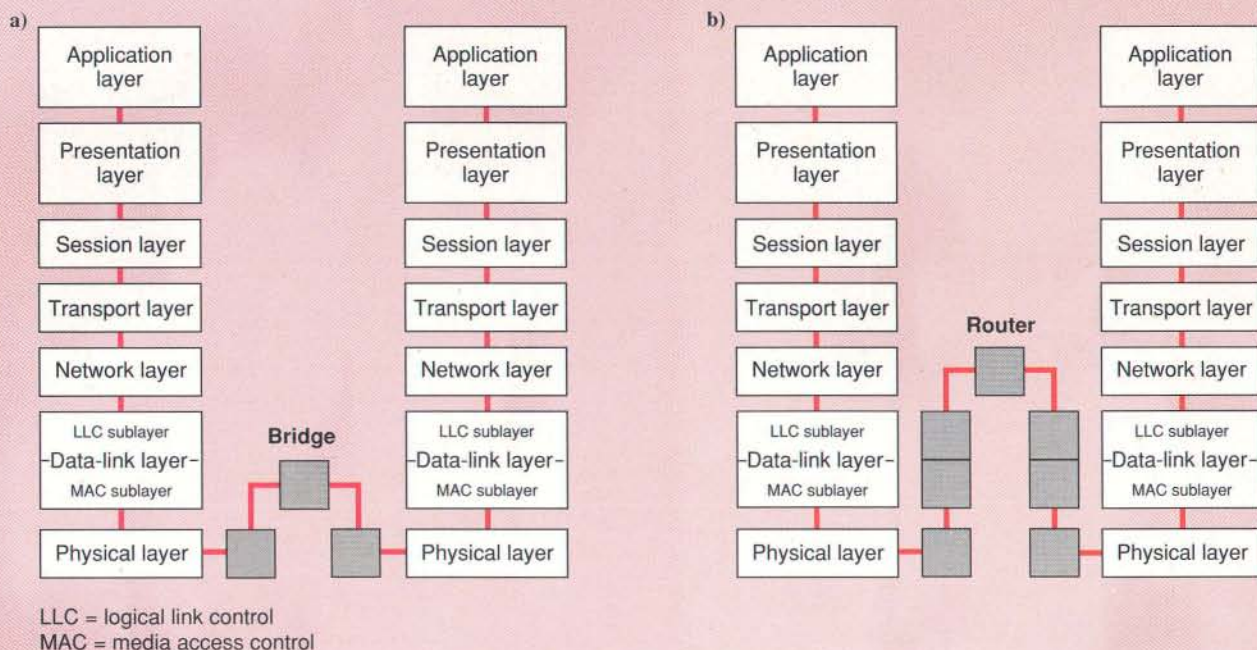 a)
Application
layer
Presentation
layer
Session layer
Transport layer
Network layer
LLC sublayer
Data-link layer
MAC sublayer
Physical layer
Bridge
Application
layer
Presentation
layer
Session layer
Transport layer
Network layer
LLC sublayer
Data-link layer
MAC sublayer
Physical layer
LLC = logical link control
MAC = media access control
b)
Application
layer
Presentation
layer
Session layer
Transport layer
Network layer
LLC sublayer
Data-link layer
MAC sublayer
Physical layer
Router
Application
layer
Presentation
layer
Session layer
Transport layer
Network layer
LLC sublayer
Data-link layer
MAC sublayer
Physical layer